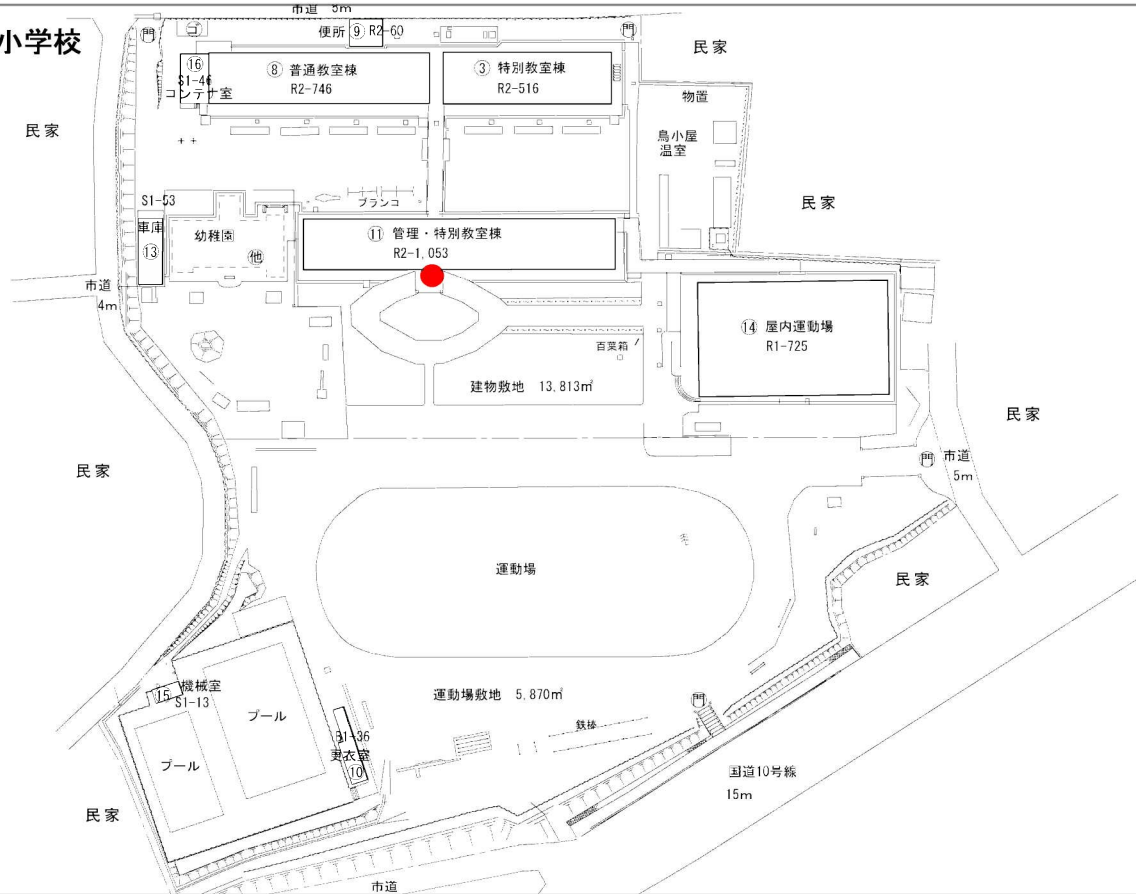 市道 5m
小学校
門
ゴ
便所 ⑨ R2-60
門
民家
⑯
S1-46
コンテナ室
⑧ 普通教室棟
R2-746
③ 特別教室棟
R2-516
物置
民家
鳥小屋
温室
S1-53
車庫
⑬
幼稚園
他
ブランコ
⑪ 管理・特別教室棟
R2-1,053
民家
市道
4m
⑭ 屋内運動場
R1-725
百葉箱
建物敷地 13,813㎡
民家
民家
門
市道
5m
運動場
民家
機械室
15
S1-13
プール
プール
運動場敷地 5,870㎡
門
鉄棒
R1-36
更衣室
10
国道10号線
15m
民家
市道